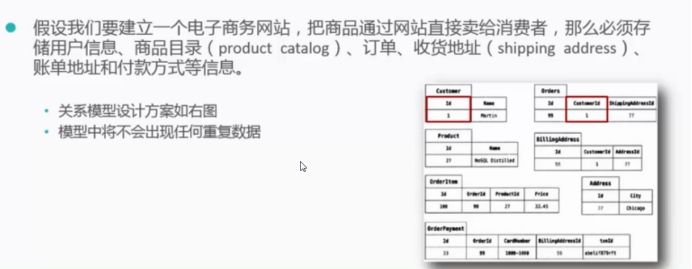 假设我们要建立一个电子商务网站，把商品通过网站直接卖给消费者，那么必须存
储用户信息、商品目录（product catalog）、订单、收货地址（shipping address）、
账单地址和付款方式等信息。
关系模型设计方案如右图
模型中将不会出现任何重复数据
Customer
Id Name
1 Martin
Orders
Id CustomerId ShippingAddressId
99 1 77
Product
Id Name
27 NoSQL Distilled
BillingAddress
Id CustomerId AddressId
55 1 77
OrderItem
Id OrderId ProductId Price
100 99 27 32.45
Address
Id City
77 Chicago
OrderPayment
Id OrderId CardNumber BillingAddressId txnId
33 99 1000-1000 55